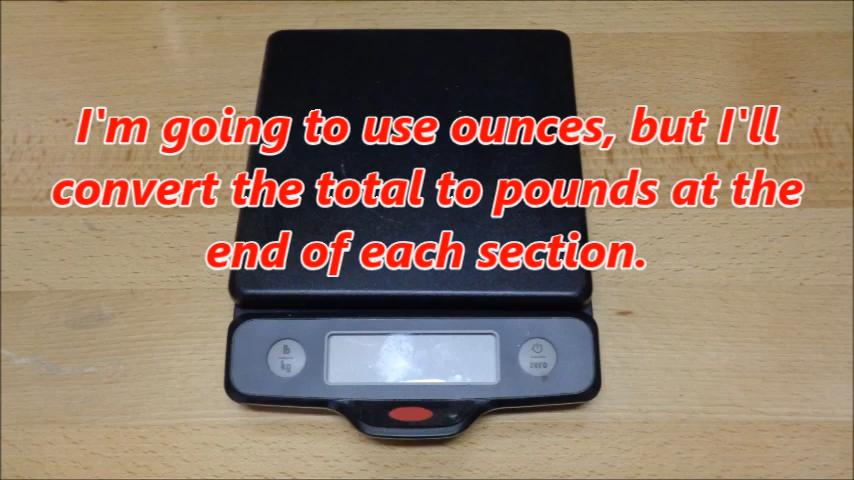 I'm going to use ounces, but I'll
convert the total to pounds at the
end of each section.
lb
kg
zero